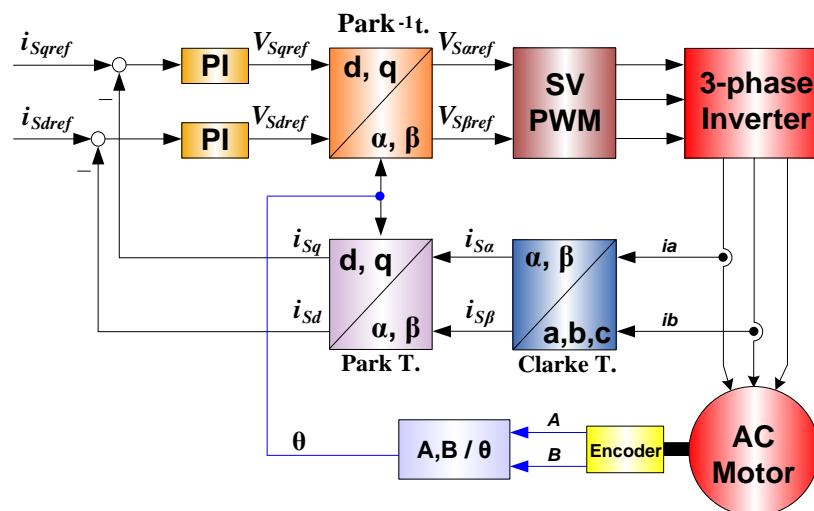 Park -1 t.
iSqref
PI
VSqref
d, q
α, β
VSαref
SV
PWM
3-phase
Inverter
iSdref
PI
VSdref
VSβref
iSq
d, q
α, β
iSα
α, β
a,b,c
ia
iSd
iSβ
ib
Park T.
Clarke T.
θ
A,B / θ
A
B
Encoder
AC
Motor